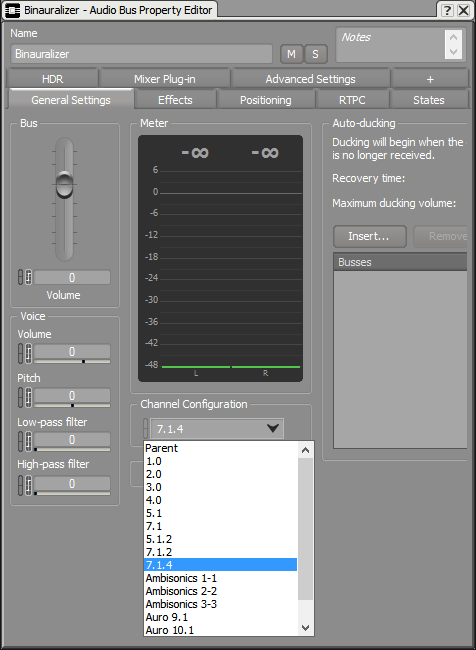 Binauralizer - Audio Bus Property Editor
Name
Binauralizer
M
S
Notes
HDR
Mixer Plug-in
Advanced Settings
+
General Settings
Effects
Positioning
RTPC
States
Bus
0
Volume
Voice
Volume
0
Pitch
0
Low-pass filter
0
High-pass filter
0
Meter
-∞ -∞
6
0
-6
-12
-18
-24
-30
-36
-42
-48
L R
Channel Configuration
7.1.4
Parent
1.0
2.0
3.0
4.0
5.1
7.1
5.1.2
7.1.2
7.1.4
Ambisonics 1-1
Ambisonics 2-2
Ambisonics 3-3
Auro 9.1
Auro 10.1
Auto-ducking
Ducking will begin when the
is no longer received.
Recovery time:
Maximum ducking volume:
Insert...
Remove
Busses